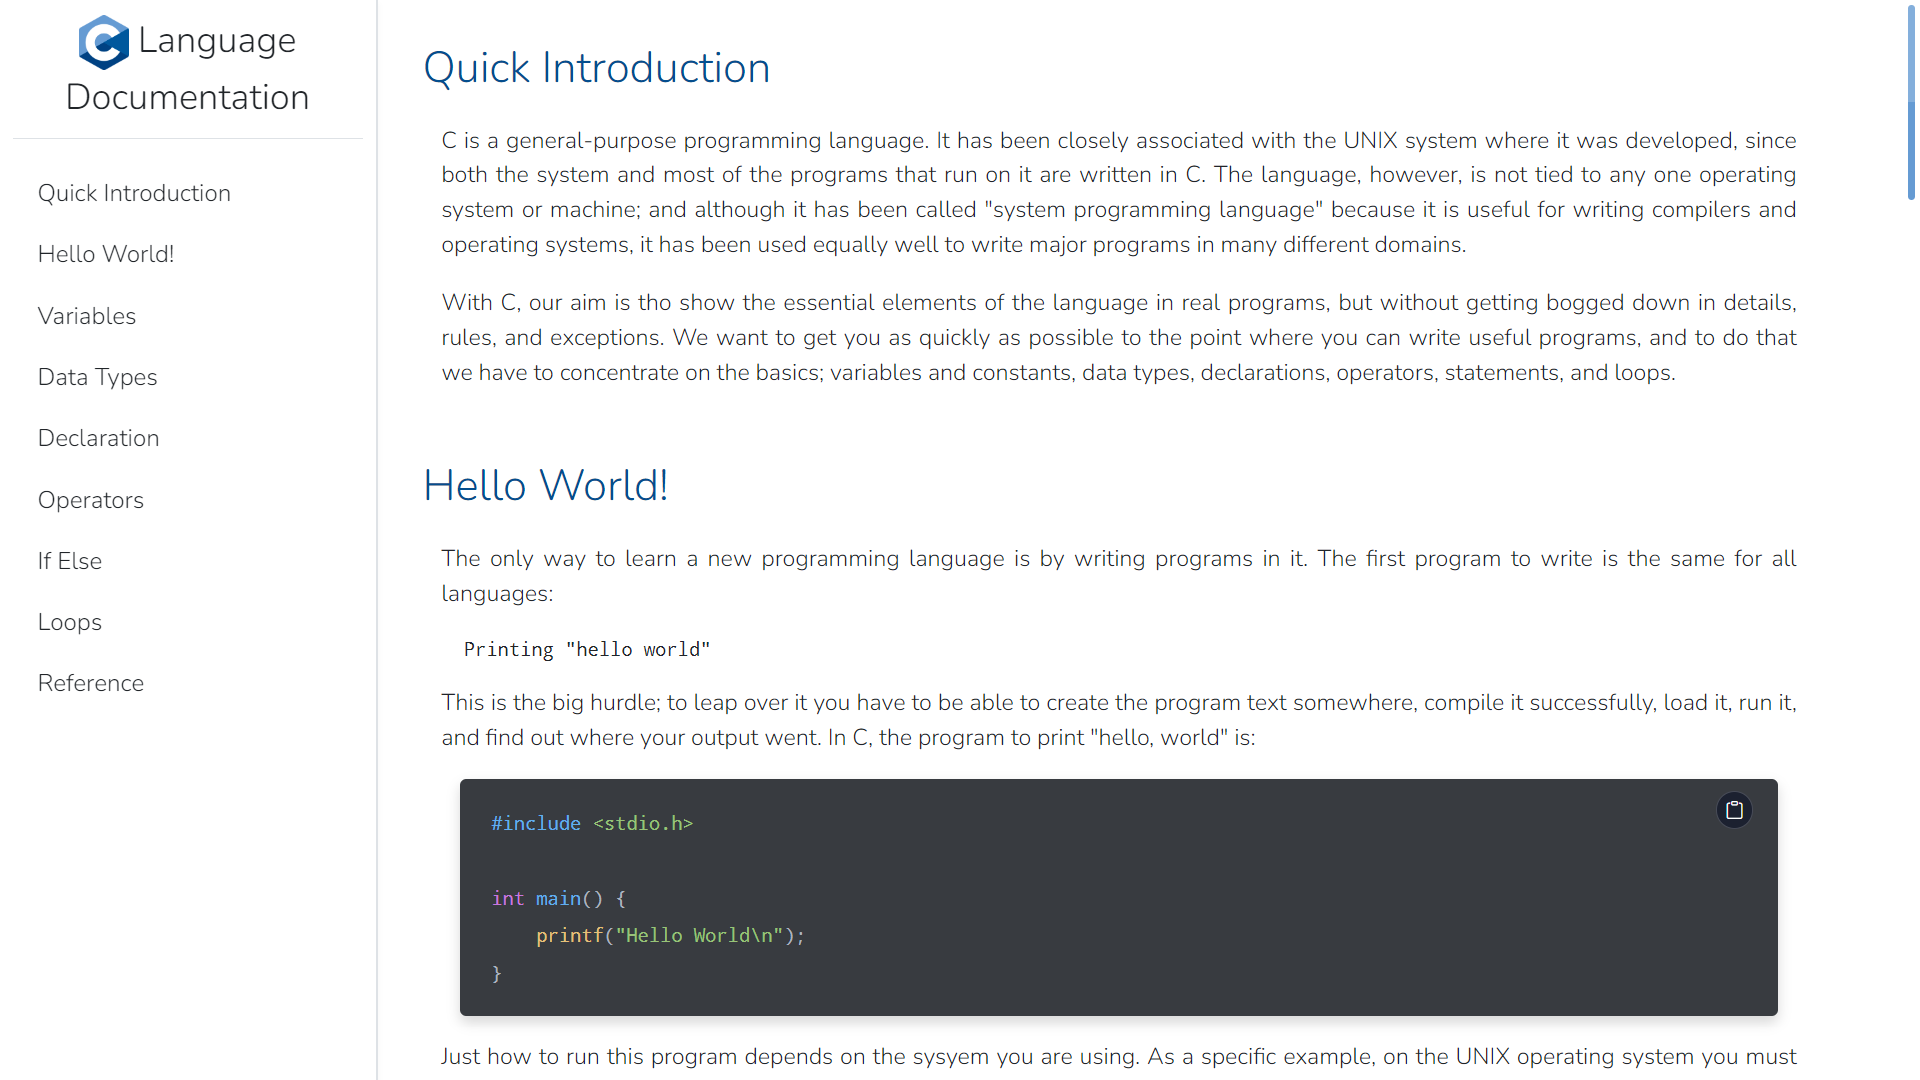 C Language
Documentation
Quick Introduction
Hello World!
Variables
Data Types
Declaration
Operators
If Else
Loops
Reference
Quick Introduction
C is a general-purpose programming language. It has been closely associated with the UNIX system where it was developed, since
both the system and most of the programs that run on it are written in C. The language, however, is not tied to any one operating
system or machine; and although it has been called "system programming language" because it is useful for writing compilers and
operating systems, it has been used equally well to write major programs in many different domains.
With C, our aim is tho show the essential elements of the language in real programs, but without getting bogged down in details,
rules, and exceptions. We want to get you as quickly as possible to the point where you can write useful programs, and to do that
we have to concentrate on the basics; variables and constants, data types, declarations, operators, statements, and loops.
Hello World!
The only way to learn a new programming language is by writing programs in it. The first program to write is the same for all
languages:
Printing "hello world"
This is the big hurdle; to leap over it you have to be able to create the program text somewhere, compile it successfully, load it, run it,
and find out where your output went. In C, the program to print "hello, world" is:
#include <stdio.h>
int main() {
    printf("Hello World\n");
}
Just how to run this program depends on the sysyem you are using. As a specific example, on the UNIX operating system you must